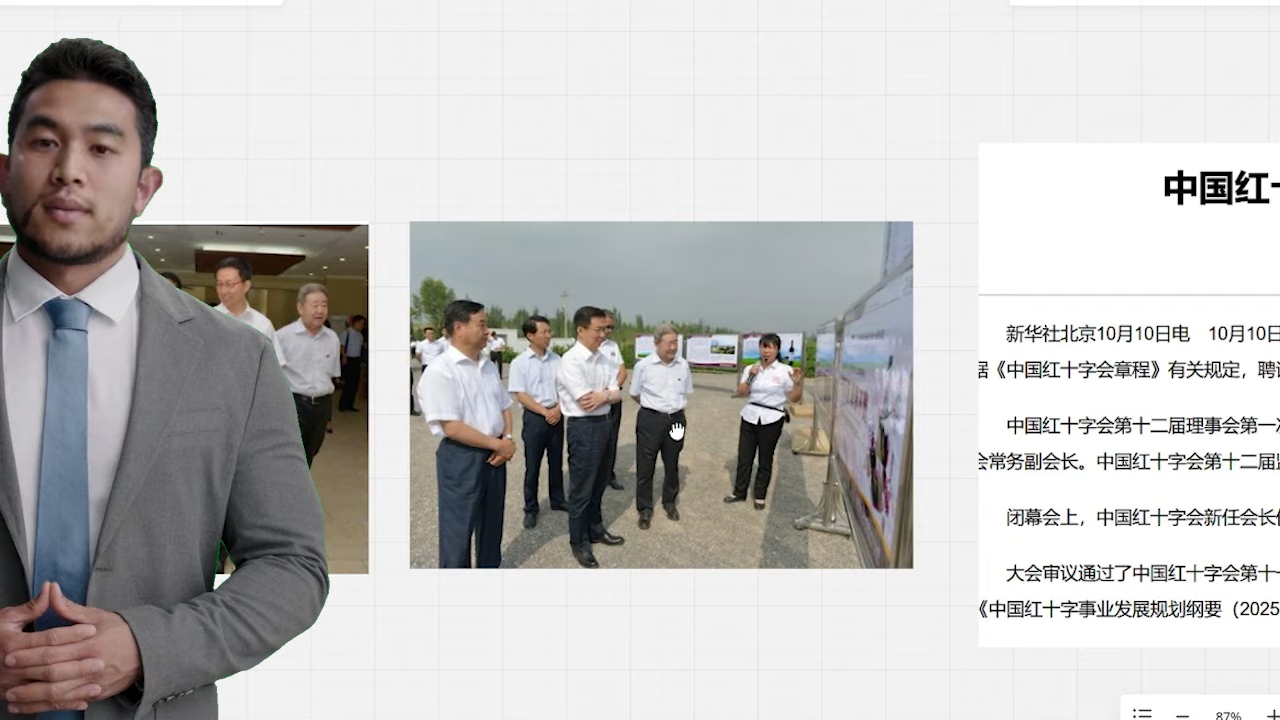 中国红
新华社北京10月10日电 10月10日
据《中国红十字会章程》有关规定，聘请
中国红十字会第十二届理事会第一次
会常务副会长。中国红十字会第十二届监
闭幕会上，中国红十字会新任会长
大会审议通过了中国红十字会第十
《中国红十字事业发展规划纲要（2025
87%